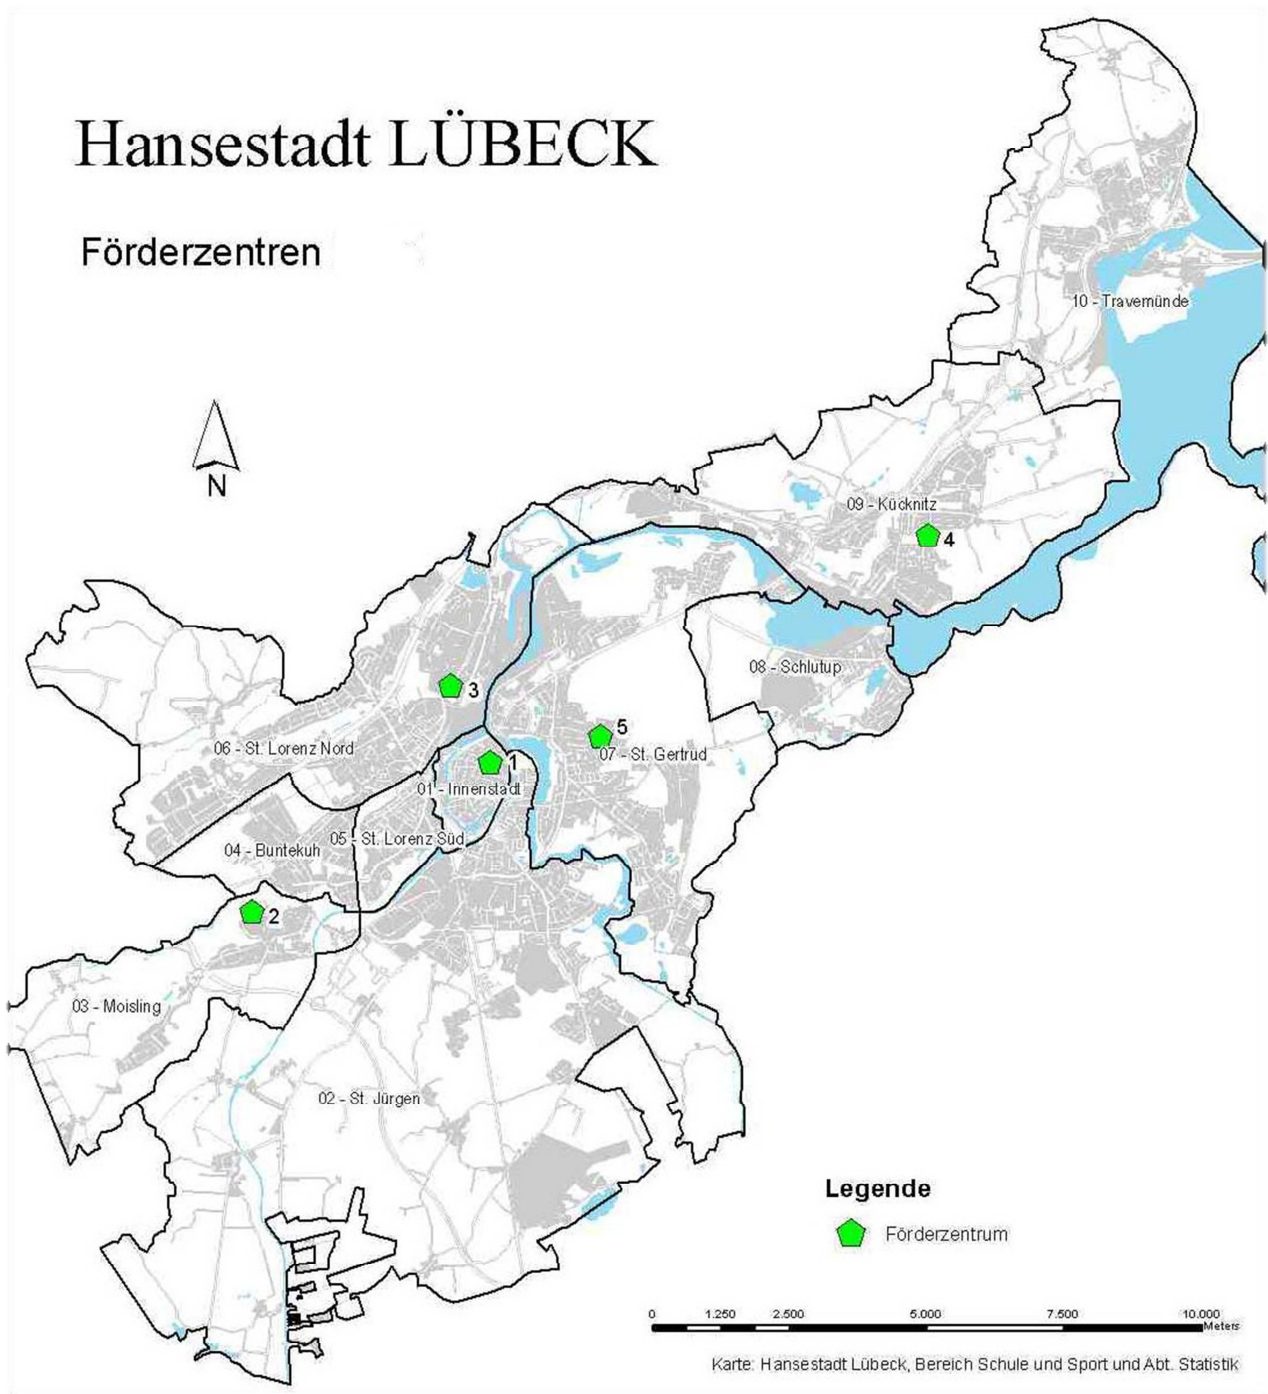 Hansestadt LÜBECK
Förderzentren
10 - Travemünde
N
09 - Kücknitz
4
08 - Schlutup
3
5
06 - St. Lorenz Nord
07 - St. Gertrud
1
01 - Innenstadt
05 - St. Lorenz Süd
04 - Buntekuh
2
03 - Moisling
02 - St. Jürgen
Legende
Förderzentrum
0 1.250 2.500 5.000 7.500 10.000
Meters
Karte: Hansestadt Lübeck, Bereich Schule und Sport und Abt. Statistik